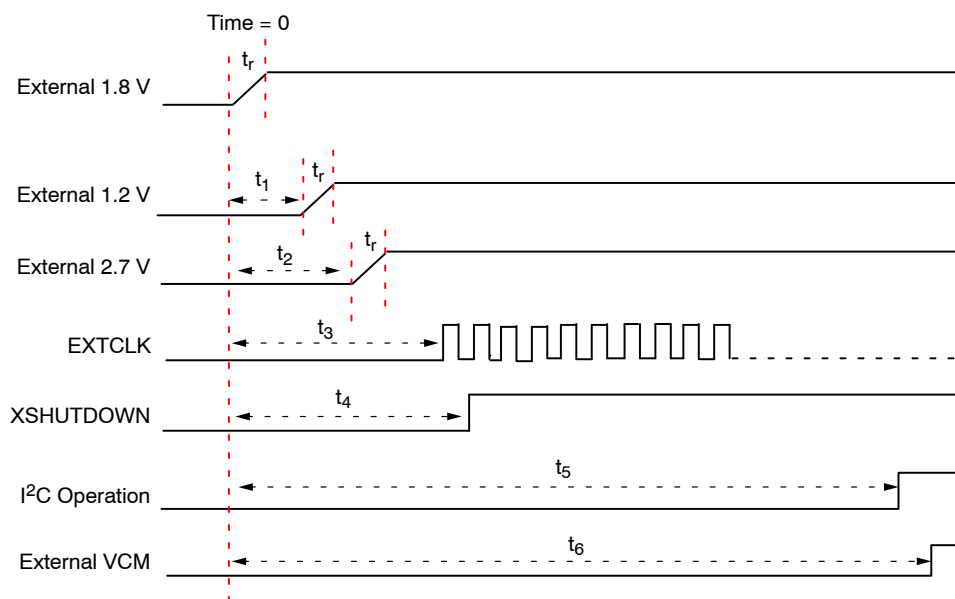 Time = 0
tr
External 1.8 V
t1
tr
External 1.2 V
t2
tr
External 2.7 V
t3
EXTCLK
t4
XSHUTDOWN
t5
I²C Operation
t6
External VCM